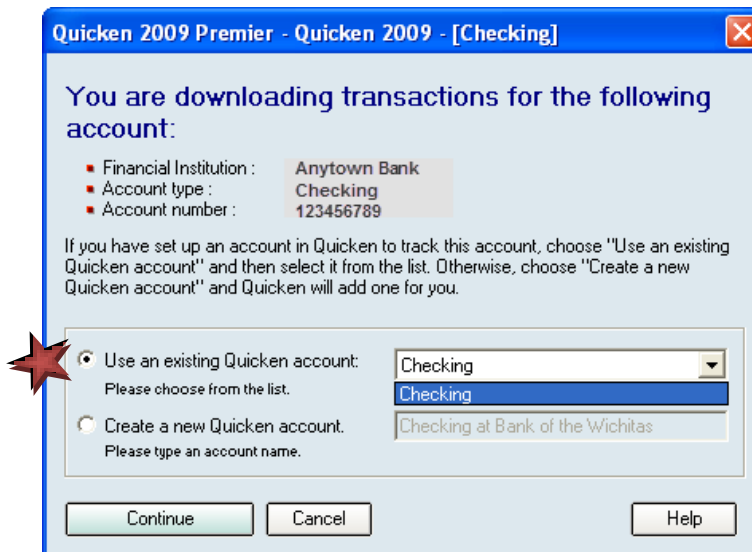 Quicken 2009 Premier - Quicken 2009 - [Checking]
You are downloading transactions for the following
account:
Financial Institution : Anytown Bank
Account type : Checking
Account number : 123456789
If you have set up an account in Quicken to track this account, choose "Use an existing
Quicken account" and then select it from the list. Otherwise, choose "Create a new
Quicken account" and Quicken will add one for you.
Use an existing Quicken account: Checking
Please choose from the list. Checking
Create a new Quicken account. Checking at Bank of the Wichitas
Please type an account name.
Continue Cancel Help